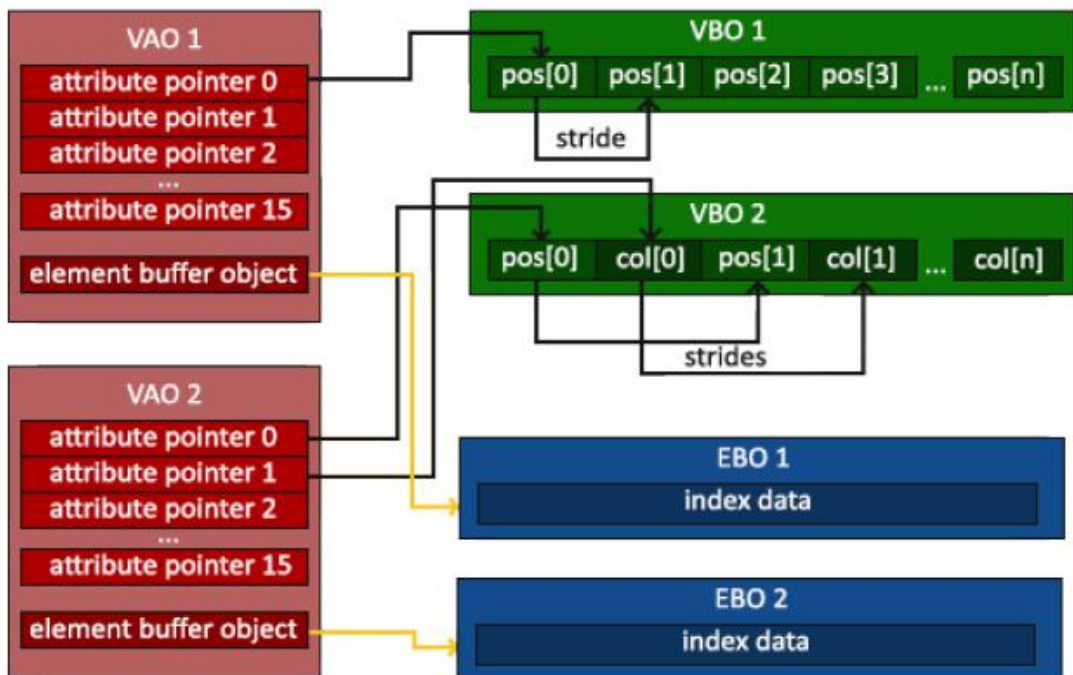 VAO 1
attribute pointer 0
attribute pointer 1
attribute pointer 2
...
attribute pointer 15
element buffer object
VBO 1
pos[0] pos[1] pos[2] pos[3] ... pos[n]
stride
VBO 2
pos[0] col[0] pos[1] col[1] ... col[n]
strides
VAO 2
attribute pointer 0
attribute pointer 1
attribute pointer 2
...
attribute pointer 15
element buffer object
EBO 1
index data
EBO 2
index data